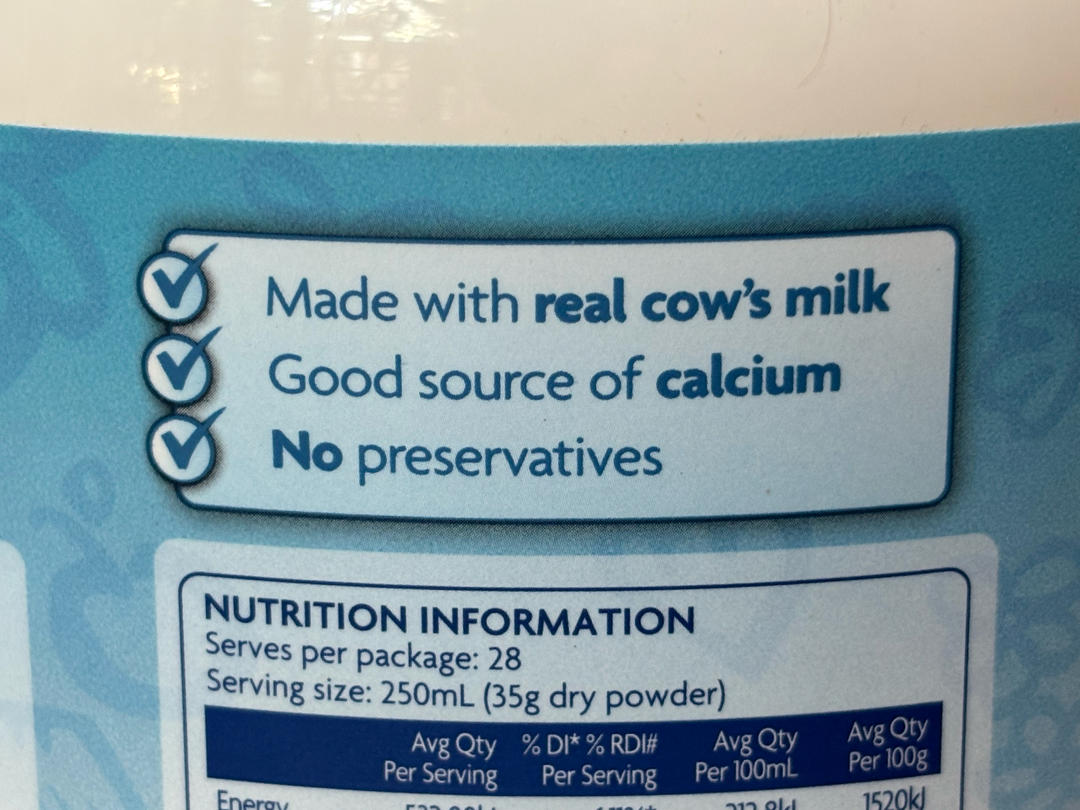 Made with real cow's milk
Good source of calcium
No preservatives
NUTRITION INFORMATION
Serves per package: 28
Serving size: 250mL (35g dry powder)
Avg Qty % DI* % RDI# Avg Qty Avg Qty
Per Serving Per Serving Per 100mL Per 100g
Energy 1520kJ